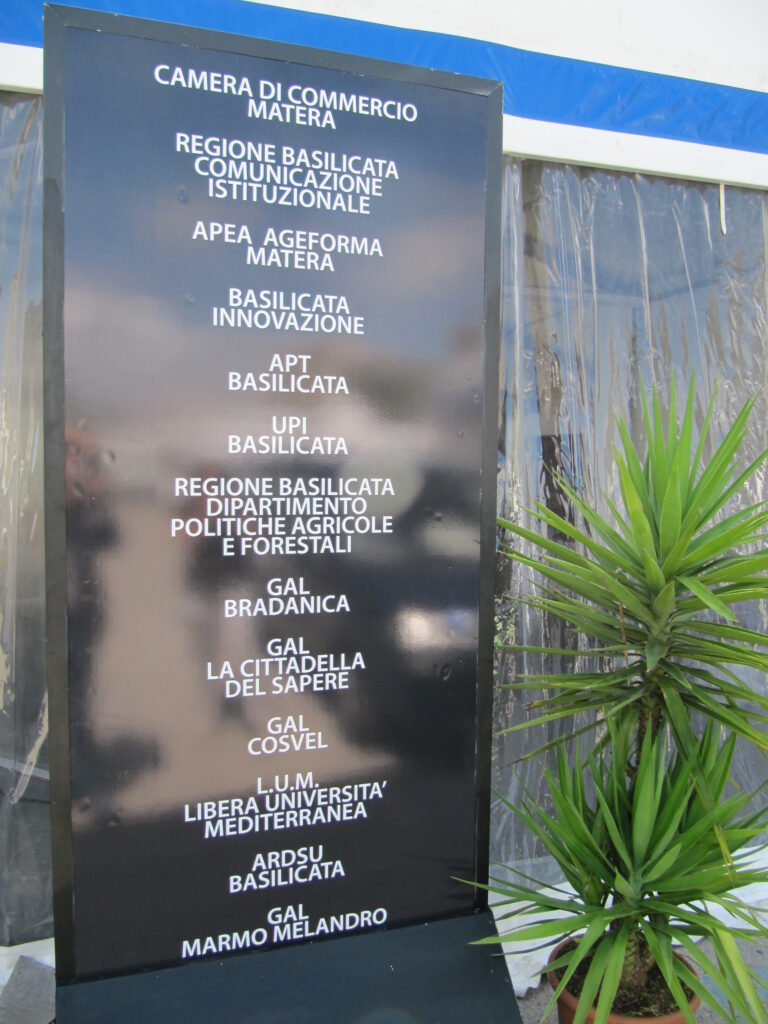 CAMERA DI COMMERCIO
MATERA
REGIONE BASILICATA
COMUNICAZIONE
ISTITUZIONALE
APEA AGEFORMA
MATERA
BASILICATA
INNOVAZIONE
APT
BASILICATA
UPI
BASILICATA
REGIONE BASILICATA
DIPARTIMENTO
POLITICHE AGRICOLE
E FORESTALI
GAL
BRADANICA
GAL
LA CITTADELLA
DEL SAPERE
GAL
COSVEL
L.U.M.
LIBERA UNIVERSITA'
MEDITERRANEA
ARDSU
BASILICATA
GAL
MARMO MELANDRO